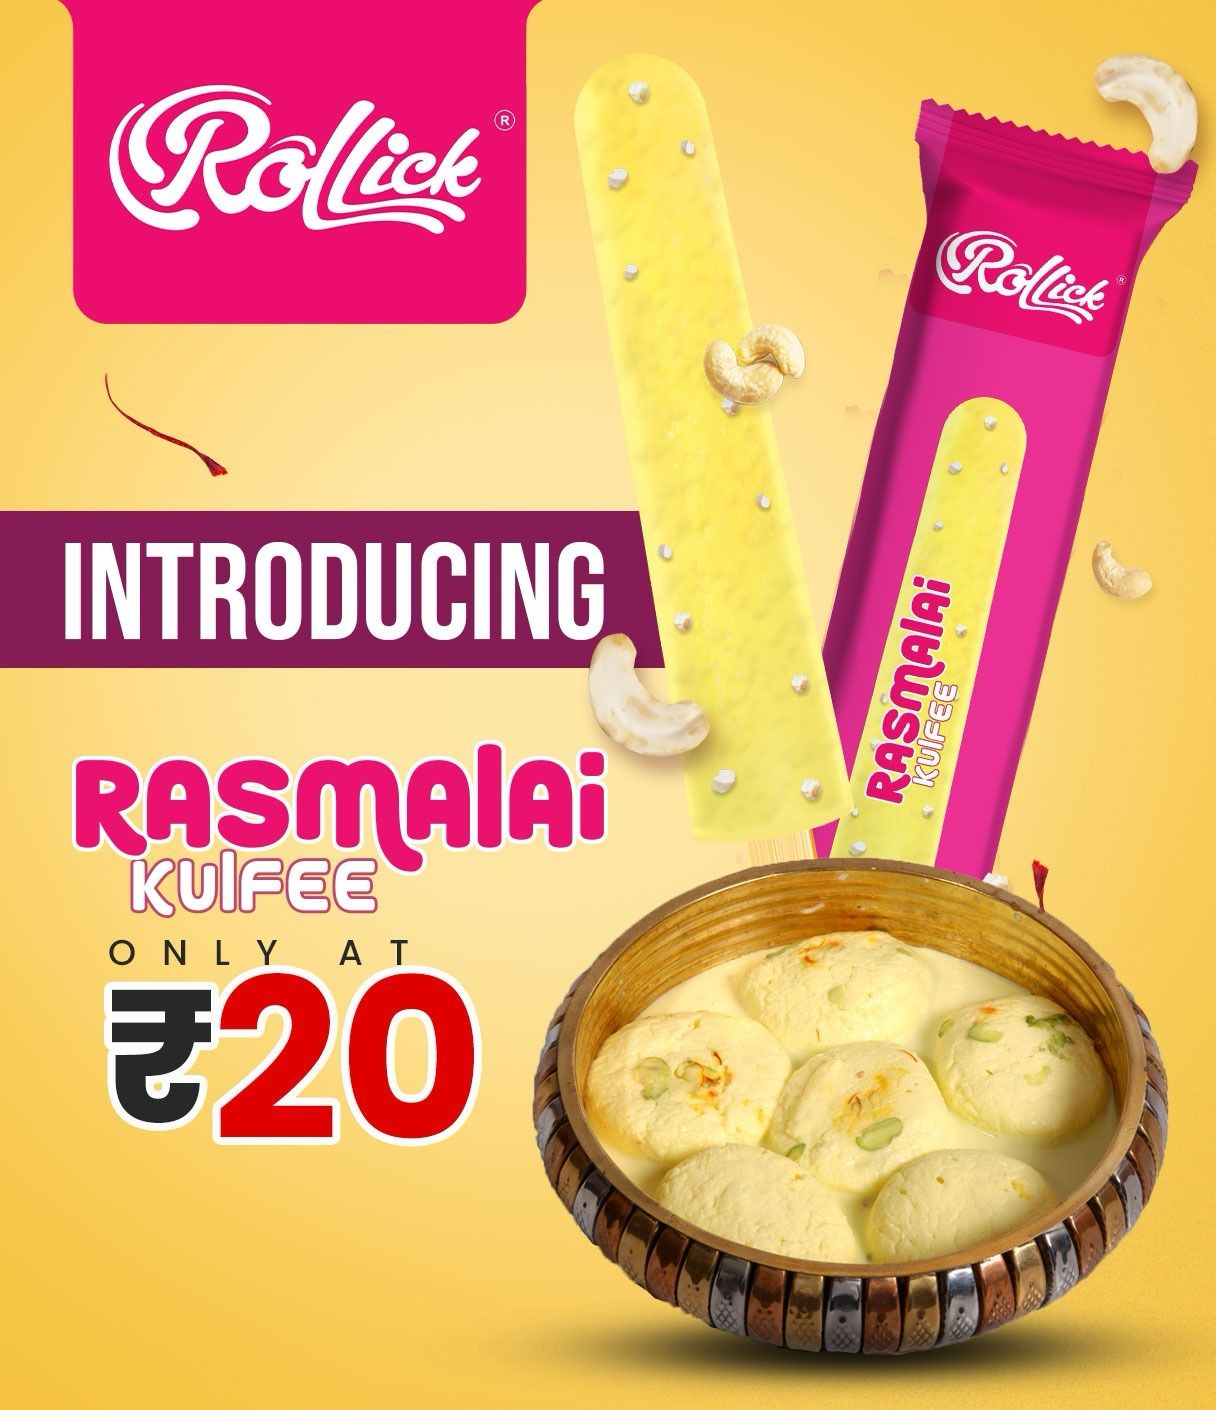 Rollick ®
Rollick ®
INTRODUCING
RASMALAI
KULFEE
RASMALAI
KULFEE
ONLY AT
₹20